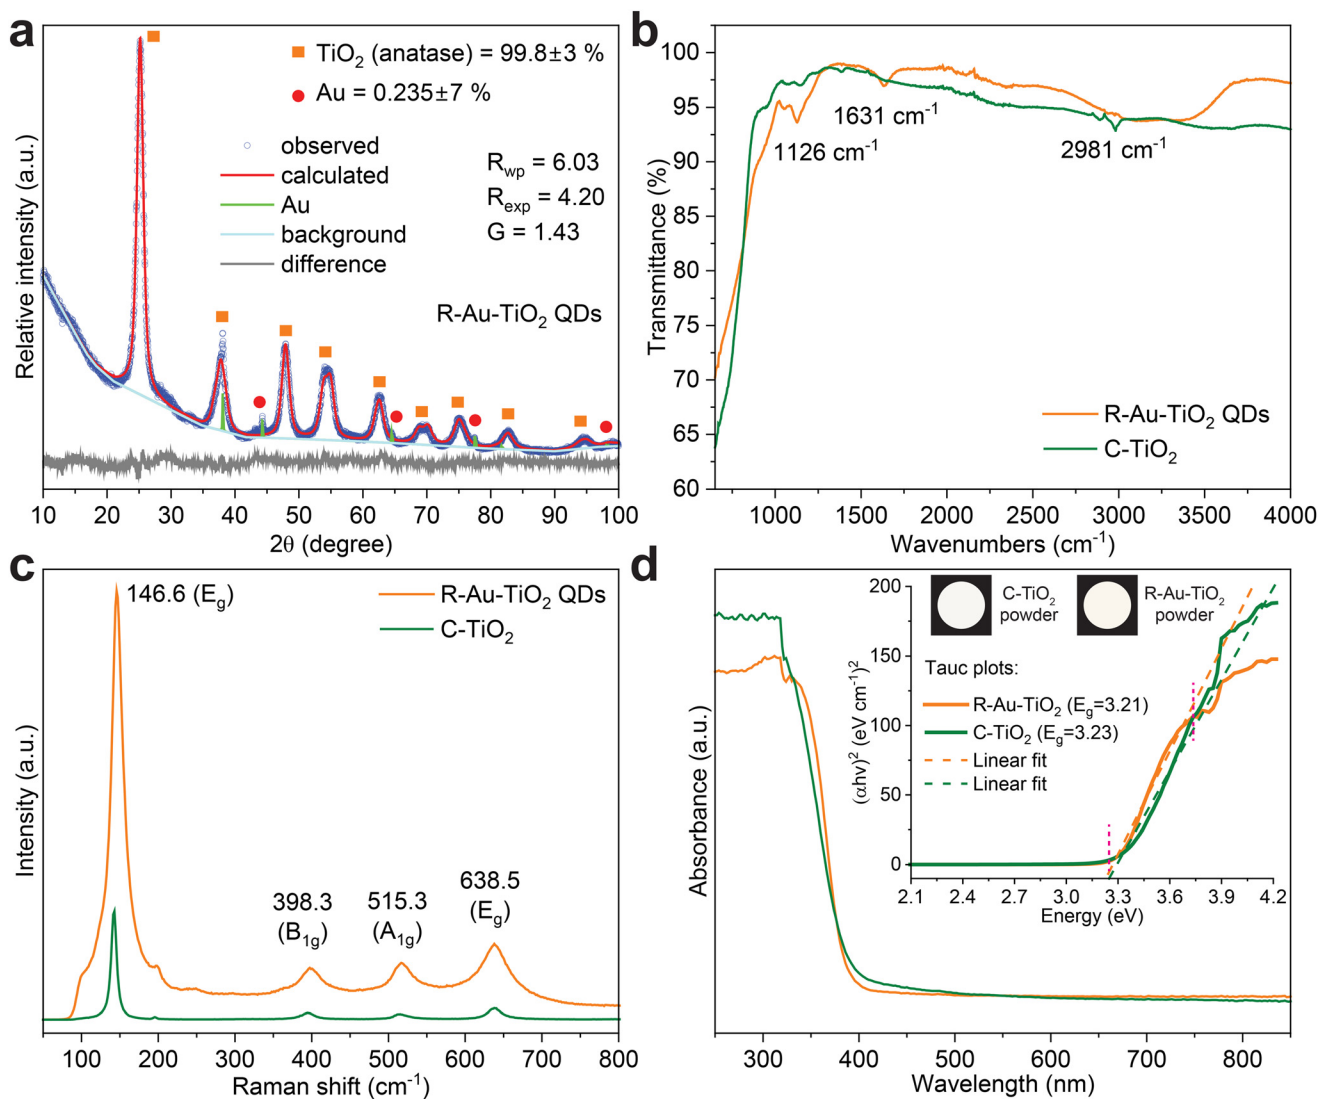 a
TiO₂ (anatase) = 99.8±3 %
Au = 0.235±7 %
observed
calculated
Au
background
difference
R_wp = 6.03
R_exp = 4.20
G = 1.43
R-Au-TiO₂ QDs
Relative intensity (a.u.)
10 20 30 40 50 60 70 80 90 100
2θ (degree)
b
100
95
90
85
80
75
70
65
60
Transmittance (%)
1631 cm⁻¹
1126 cm⁻¹
2981 cm⁻¹
R-Au-TiO₂ QDs
C-TiO₂
1000 1500 2000 2500 3000 3500 4000
Wavenumbers (cm⁻¹)
c
146.6 (E_g)
R-Au-TiO₂ QDs
C-TiO₂
398.3
(B₁g)
515.3
(A₁g)
638.5
(E_g)
Intensity (a.u.)
100 200 300 400 500 600 700 800
Raman shift (cm⁻¹)
d
Absorbance (a.u.)
200
150
100
50
0
(αhν)² (eV cm⁻¹)²
C-TiO₂
powder
R-Au-TiO₂
powder
Tauc plots:
R-Au-TiO₂ (E_g=3.21)
C-TiO₂ (E_g=3.23)
Linear fit
Linear fit
2.1 2.4 2.7 3.0 3.3 3.6 3.9 4.2
Energy (eV)
300 400 500 600 700 800
Wavelength (nm)